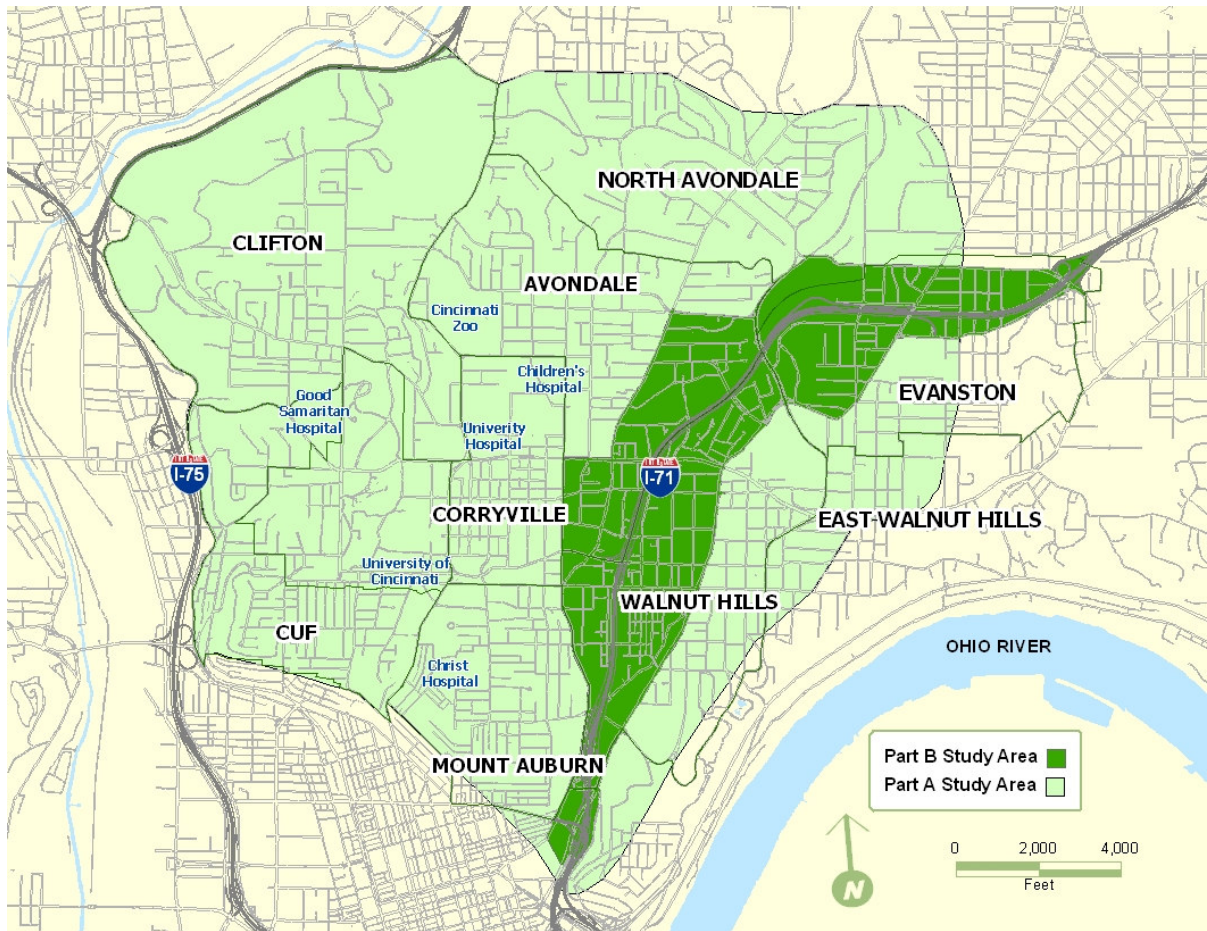 NORTH AVONDALE
CLIFTON
AVONDALE
Cincinnati
Zoo
Children's
Hospital
Good
Samaritan
Hospital
EVANSTON
Univerity
Hospital
I-75
I-71
CORRYVILLE
EAST-WALNUT HILLS
University of
Cincinnati
WALNUT HILLS
CUF
OHIO RIVER
Christ
Hospital
MOUNT AUBURN
Part B Study Area
Part A Study Area
N
0 2,000 4,000
Feet